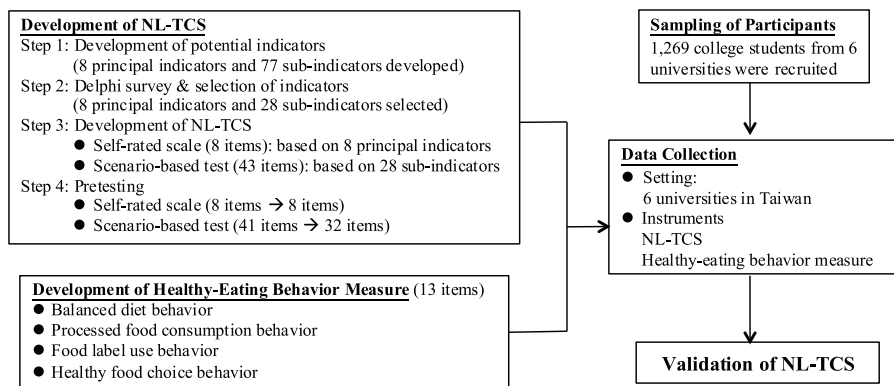 Development of NL-TCS
Step 1: Development of potential indicators
(8 principal indicators and 77 sub-indicators developed)
Step 2: Delphi survey & selection of indicators
(8 principal indicators and 28 sub-indicators selected)
Step 3: Development of NL-TCS
● Self-rated scale (8 items): based on 8 principal indicators
● Scenario-based test (43 items): based on 28 sub-indicators
Step 4: Pretesting
● Self-rated scale (8 items → 8 items)
● Scenario-based test (41 items → 32 items)
Development of Healthy-Eating Behavior Measure (13 items)
● Balanced diet behavior
● Processed food consumption behavior
● Food label use behavior
● Healthy food choice behavior
Sampling of Participants
1,269 college students from 6
universities were recruited
Data Collection
● Setting:
6 universities in Taiwan
● Instruments
NL-TCS
Healthy-eating behavior measure
Validation of NL-TCS